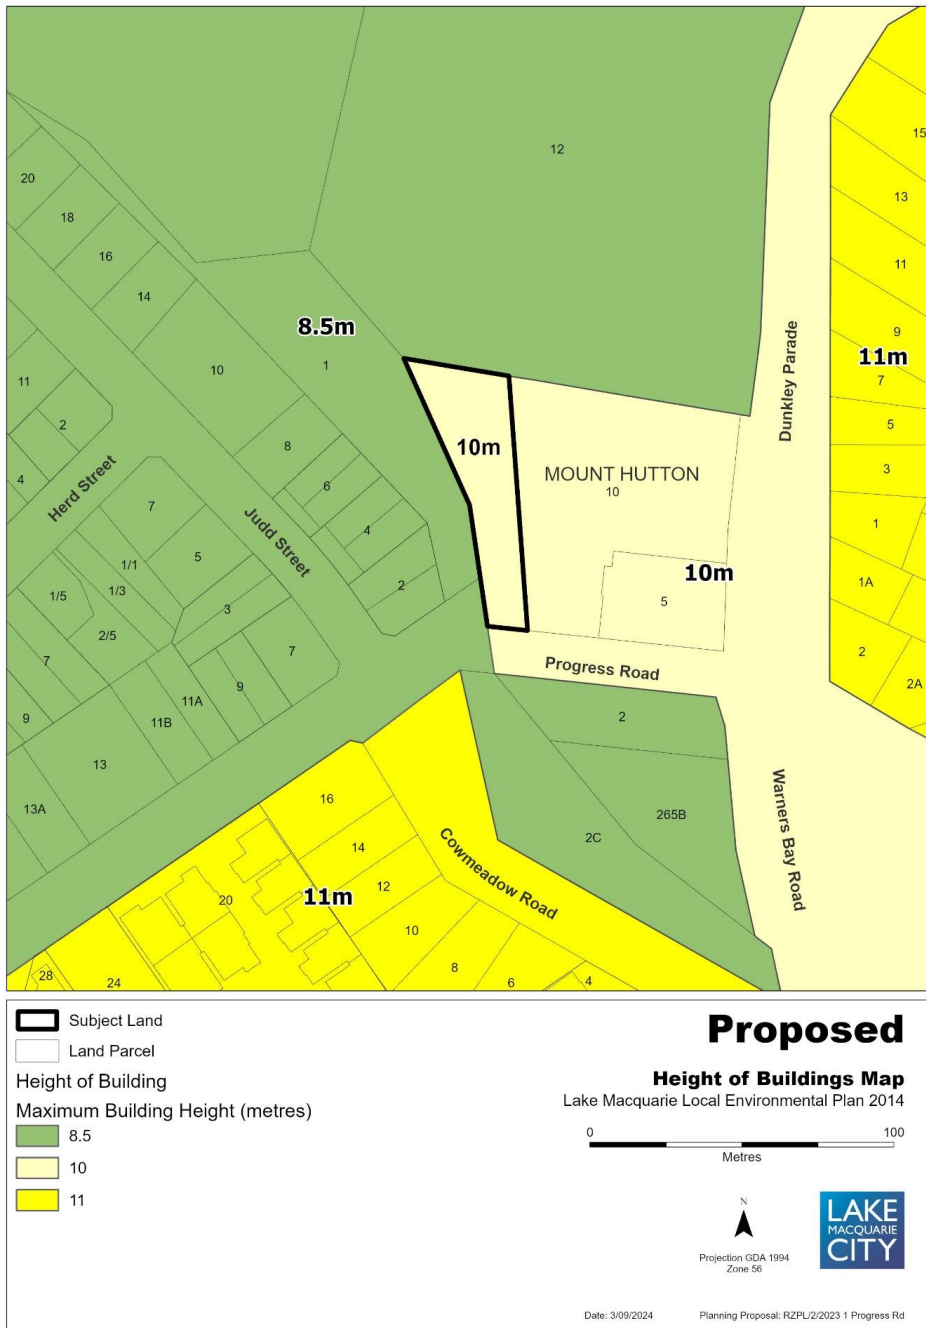 12
15
20
13
18
16
11
14
8.5m
9
11m
1
10
7
11
Dunkley Parade
2
5
8
10m
3
MOUNT HUTTON
4
6
10
Herd Street
7
Judd Street
4
1
5
1/1
10m
1A
1/5
1/3
2
5
3
2/5
7
7
2
Progress Road
2A
9
11A
9
11B
2
13
Warners Bay Road
16
13A
265B
14
2C
Cowmeadow Road
12
20
11m
10
8
28
24
6
4
Subject Land
Land Parcel
Height of Building
Maximum Building Height (metres)
8.5
10
11
Proposed
Height of Buildings Map
Lake Macquarie Local Environmental Plan 2014
0 100
Metres
N
Projection GDA 1994
Zone 56
LAKE
MACQUARIE
CITY
Date: 3/09/2024 Planning Proposal: RZPL/2/2023 1 Progress Rd